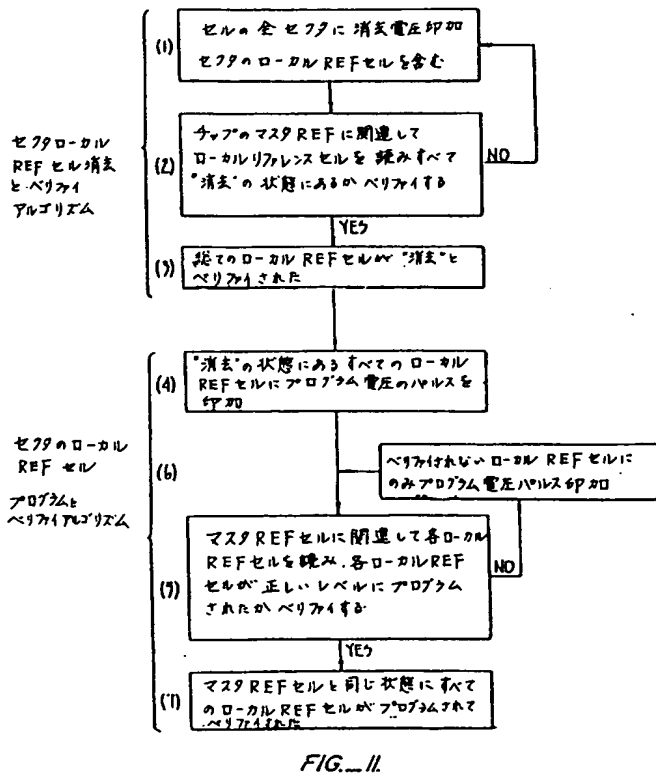 (1)
セルの全セクタに消去電圧印加
セクタのローカルREFセルを含む
セクタローカル
REFセル消去
とベリファイ
アルゴリズム
(2)
チップのマスタREFに関連して
ローカルリファレンスセルを読みすべて
"消去"の状態にあるかベリファイする
NO
YES
(3)
総てのローカルREFセルが"消去"と
ベリファイされた
(4)
"消去"の状態にあるすべてのローカル
REFセルにプログラム電圧のパルスを
印加
セクタのローカル
REFセル
プログラムと
ベリファイアルゴリズム
(6)
ベリファイされないローカルREFセルに
のみプログラム電圧パルス印加
(5)
マスタREFセルに関連して各ローカル
REFセルを読み、各ローカルREF
セルが正しいレベルにプログラム
されたかベリファイする
NO
YES
(7)
マスタREFセルと同じ状態にすべて
のローカルREFセルがプログラムされて
ベリファイされた
FIG._11.